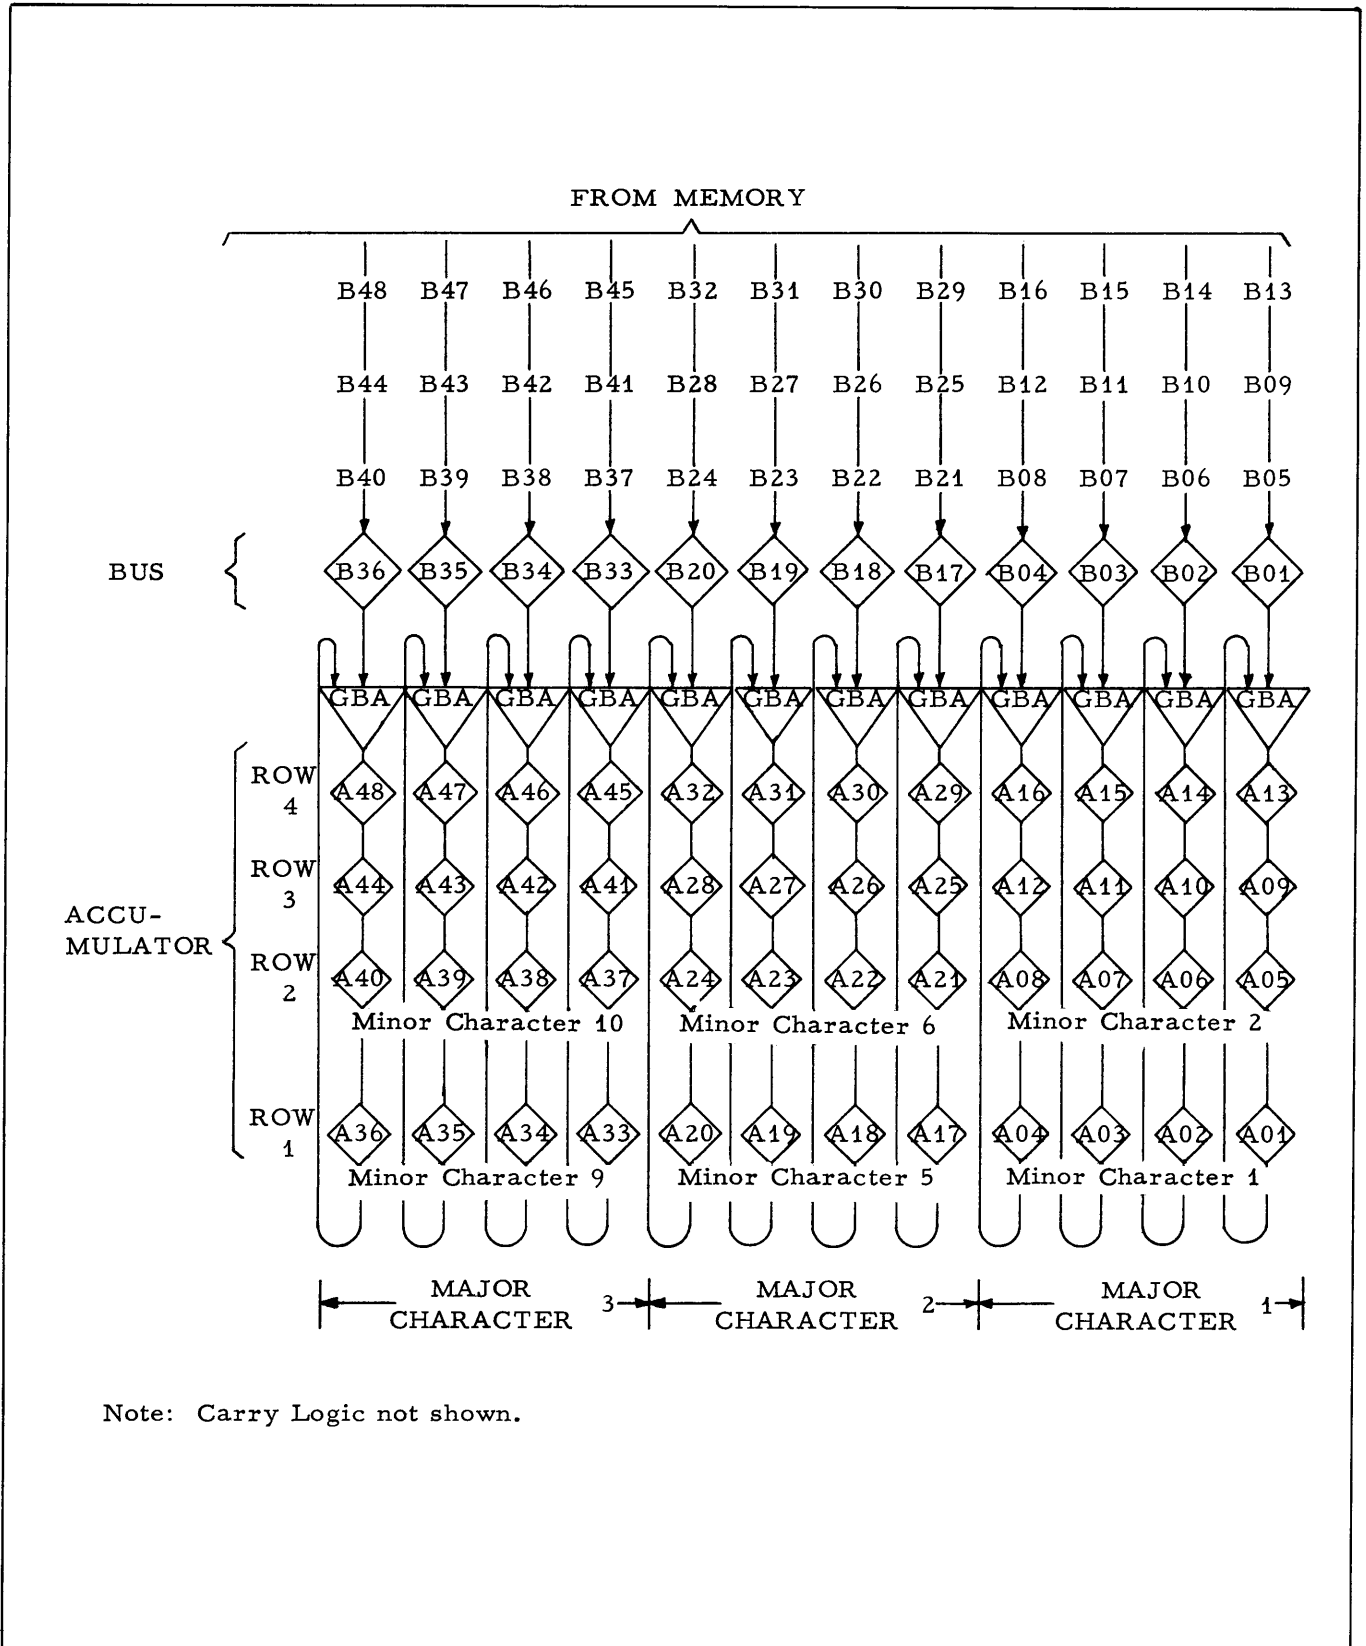 FROM MEMORY
B48 B47 B46 B45 B32 B31 B30 B29 B16 B15 B14 B13
B44 B43 B42 B41 B28 B27 B26 B25 B12 B11 B10 B09
B40 B39 B38 B37 B24 B23 B22 B21 B08 B07 B06 B05
BUS B36 B35 B34 B33 B20 B19 B18 B17 B04 B03 B02 B01
GBA GBA GBA GBA GBA GBA GBA GBA GBA GBA GBA GBA
ROW
4
A48 A47 A46 A45 A32 A31 A30 A29 A16 A15 A14 A13
ROW
3
A44 A43 A42 A41 A28 A27 A26 A25 A12 A11 A10 A09
ACCU-
MULATOR
ROW
2
A40 A39 A38 A37 A24 A23 A22 A21 A08 A07 A06 A05
Minor Character 10 Minor Character 6 Minor Character 2
ROW
1
A36 A35 A34 A33 A20 A19 A18 A17 A04 A03 A02 A01
Minor Character 9 Minor Character 5 Minor Character 1
MAJOR
CHARACTER 3
MAJOR
CHARACTER 2
MAJOR
CHARACTER 1
Note: Carry Logic not shown.